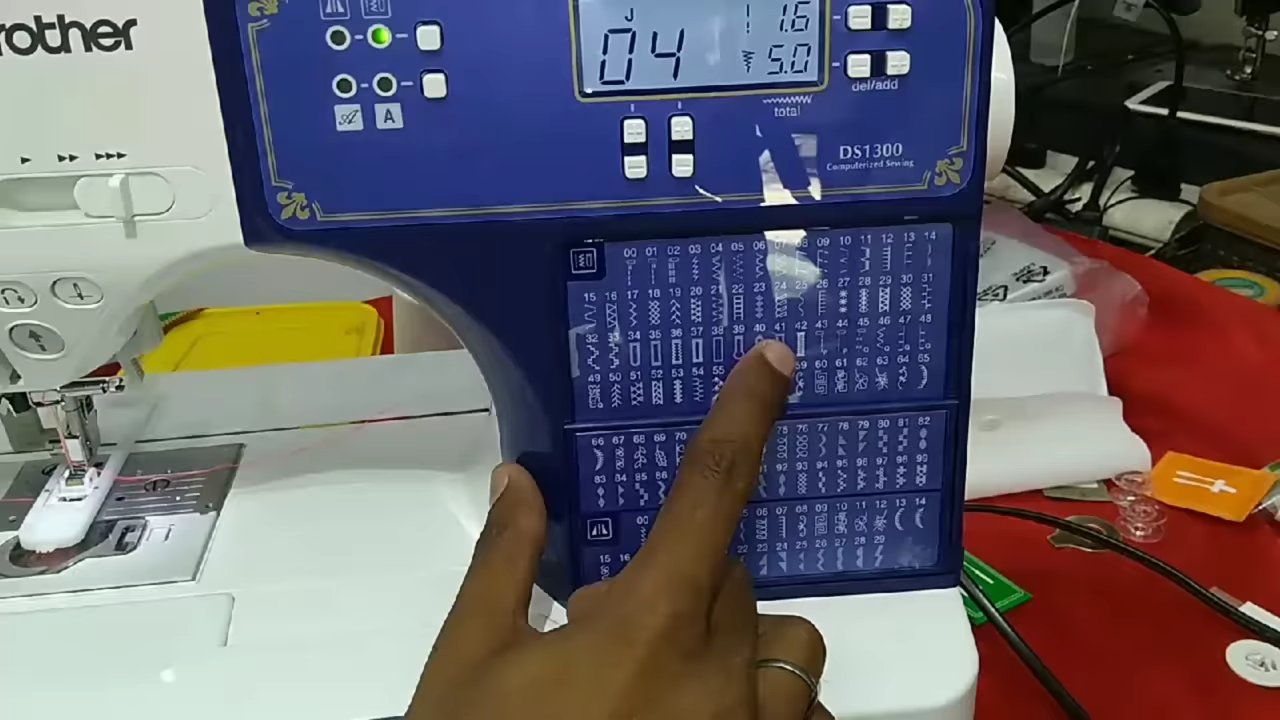 rother
J
04
1.6
5.0
del/add
total
A A
DS1300
Computerized Sewing
00 01 02 03 04 05 06 07 08 09 10 11 12 13 14
15 16 17 18 19 20 21 22 23 24 25 26 27 28 29 30 31
32 33 34 35 36 37 38 39 40 41 42 43 44 45 46 47 48
49 50 51 52 53 54 55 59 60 61 62 63 64 65
66 67 68 69 70 75 76 77 78 79 80 81 82
83 84 85 86 91 92 93 94 95 96 97 98 99
00 05 06 07 08 09 10 11 12 13 14
15 16 22 23 24 25 26 27 28 29